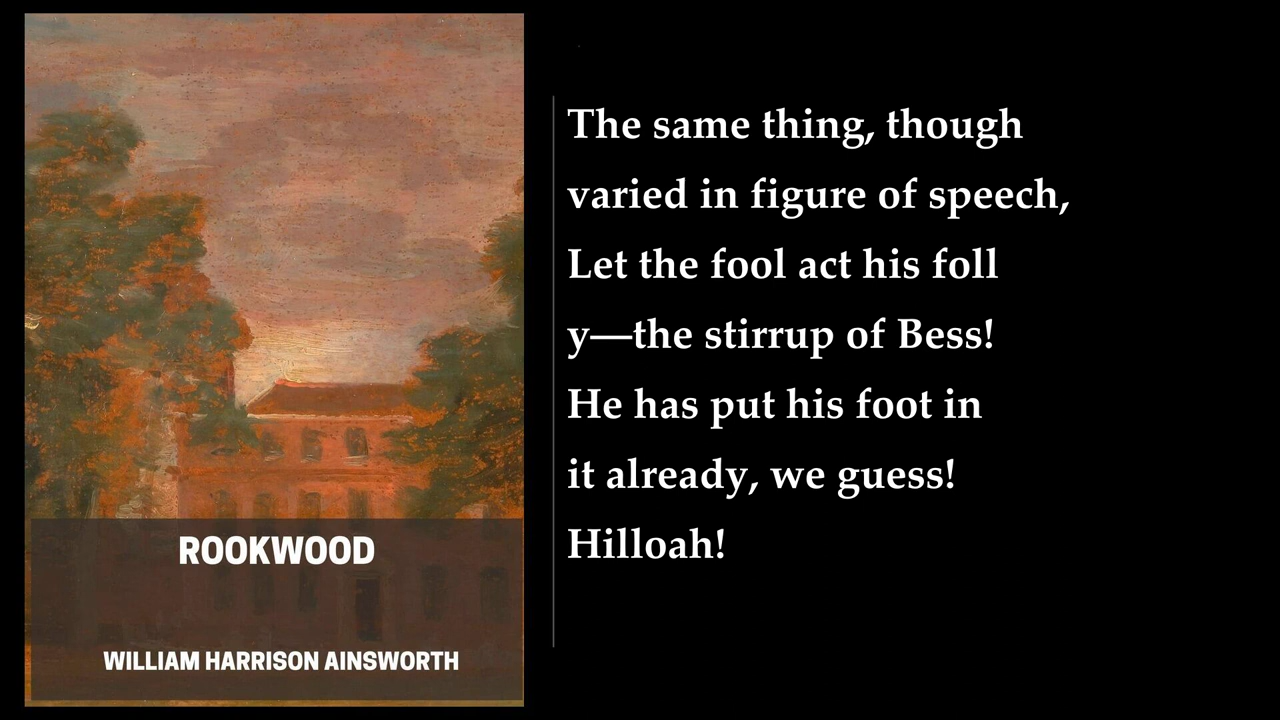 ROOKWOOD
WILLIAM HARRISON AINSWORTH
The same thing, though
varied in figure of speech,
Let the fool act his foll
y—the stirrup of Bess!
He has put his foot in
it already, we guess!
Hilloah!